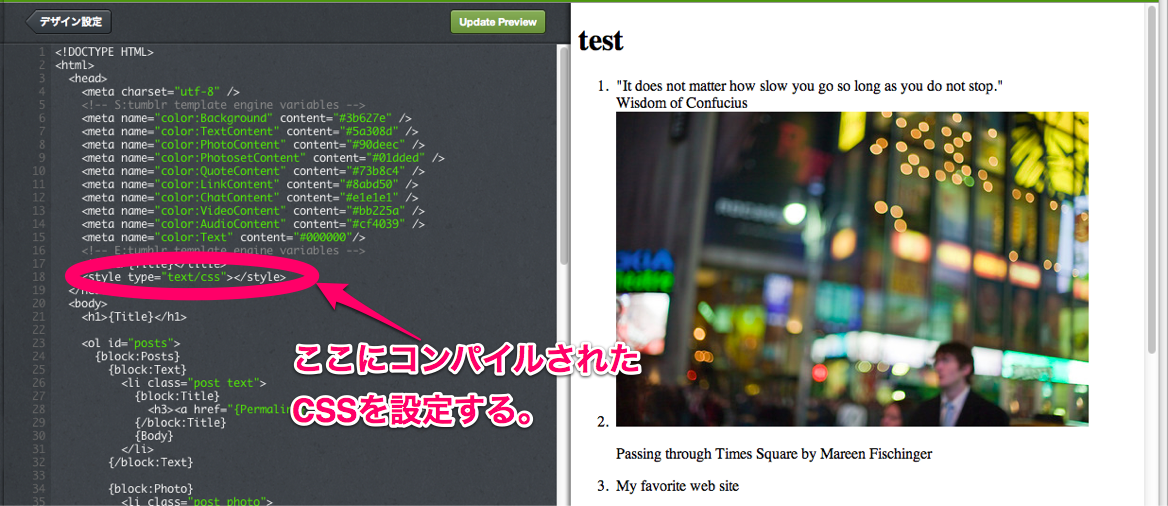 デザイン設定
Update Preview
1 <!DOCTYPE HTML>
2 <html>
3 <head>
4 <meta charset="utf-8" />
5 <!-- S:tumblr template engine variables -->
6 <meta name="color:Background" content="#3b627e" />
7 <meta name="color:TextContent" content="#5a308d" />
8 <meta name="color:PhotoContent" content="#90deec" />
9 <meta name="color:PhotosetContent" content="#01dded" />
10 <meta name="color:QuoteContent" content="#73b8c4" />
11 <meta name="color:LinkContent" content="#8abd50" />
12 <meta name="color:ChatContent" content="#e1e1e1" />
13 <meta name="color:VideoContent" content="#bb225a" />
14 <meta name="color:AudioContent" content="#cf4039" />
15 <meta name="color:Text" content="#000000"/>
16 <!-- E:tumblr template engine variables -->
17 {Title}</title>
18 <style type="text/css"></style>
19
20 <body>
21 <h1>{Title}</h1>
22
23 <ol id="posts">
24 {block:Posts}
25 {block:Text}
26 <li class="post text">
27 {block:Title}
28 <h3><a href="{Permali
29 {/block:Title}
30 {Body}
31 </li>
32 {/block:Text}
33
34 {block:Photo}
35 <li class="post photo">
ここにコンパイルされた
CSSを設定する。
test
1. "It does not matter how slow you go so long as you do not stop."
Wisdom of Confucius
2.
Passing through Times Square by Mareen Fischinger
3. My favorite web site